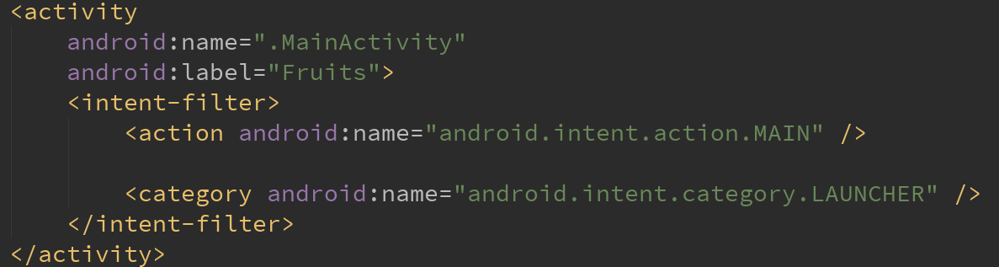 <activity
    android:name=".MainActivity"
    android:label="Fruits">
    <intent-filter>
        <action android:name="android.intent.action.MAIN" />

        <category android:name="android.intent.category.LAUNCHER" />
    </intent-filter>
</activity>